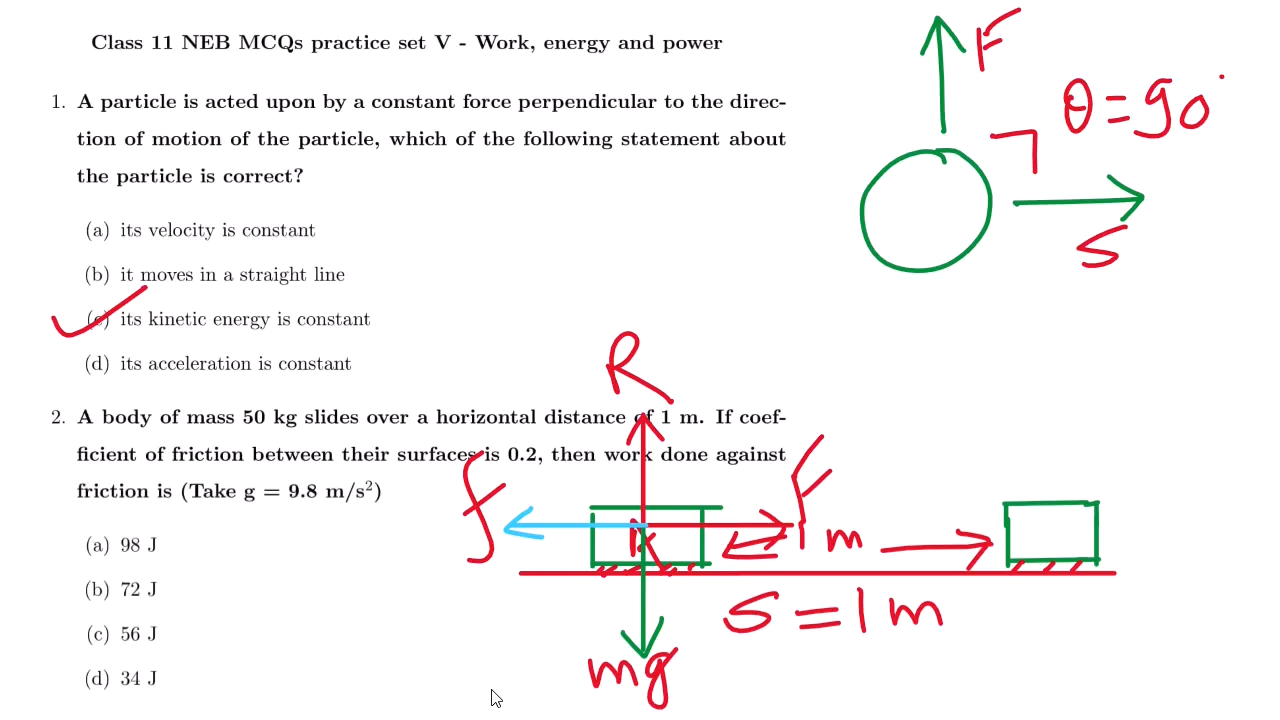 Class 11 NEB MCQs practice set V - Work, energy and power
F
θ = 90°
S
1. A particle is acted upon by a constant force perpendicular to the direc-
tion of motion of the particle, which of the following statement about
the particle is correct?
(a) its velocity is constant
(b) it moves in a straight line
(c) its kinetic energy is constant
(d) its acceleration is constant
R
2. A body of mass 50 kg slides over a horizontal distance of 1 m. If coef-
ficient of friction between their surfaces is 0.2, then work done against
friction is (Take g = 9.8 m/s²)
f
F
m
S = 1 m
mg
(a) 98 J
(b) 72 J
(c) 56 J
(d) 34 J